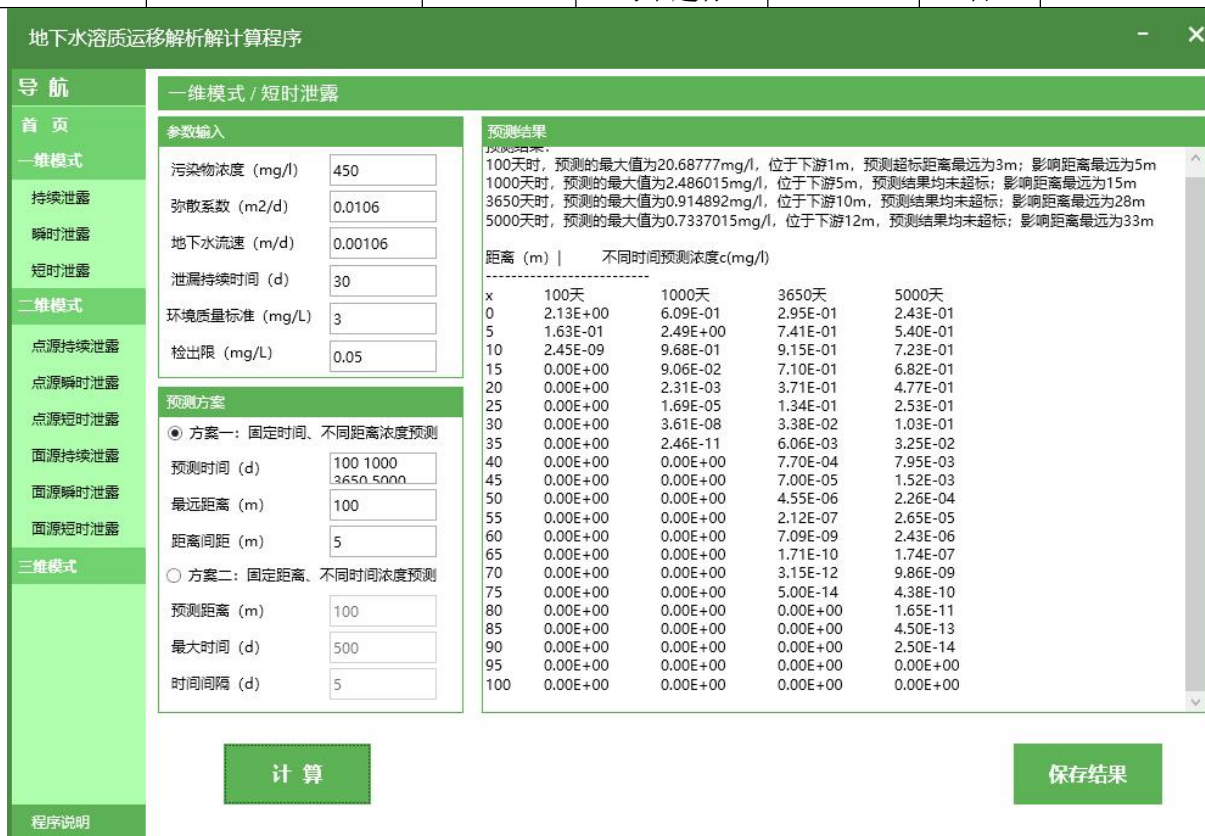 地下水溶质运移解析解计算程序
导 航
首 页
一维模式
持续泄露
瞬时泄露
短时泄露
二维模式
点源持续泄露
点源瞬时泄露
点源短时泄露
面源持续泄露
面源瞬时泄露
面源短时泄露
三维模式
程序说明
一维模式 / 短时泄露
参数输入
污染物浓度（mg/l） 450
弥散系数（m2/d） 0.0106
地下水流速（m/d） 0.00106
泄漏持续时间（d） 30
环境质量标准（mg/L） 3
检出限（mg/L） 0.05
预测方案
方案一：固定时间、不同距离浓度预测
预测时间（d） 100 1000
3650 5000
最远距离（m） 100
距离间距（m） 5
方案二：固定距离、不同时间浓度预测
预测距离（m） 100
最大时间（d） 500
时间间隔（d） 5
计 算
预测结果
预测结果：
100天时，预测的最大值为20.68777mg/l，位于下游1m，预测超标距离最远为3m；影响距离最远为5m
1000天时，预测的最大值为2.486015mg/l，位于下游5m，预测结果均未超标；影响距离最远为15m
3650天时，预测的最大值为0.914892mg/l，位于下游10m，预测结果均未超标；影响距离最远为28m
5000天时，预测的最大值为0.7337015mg/l，位于下游12m，预测结果均未超标；影响距离最远为33m
距离（m）| 不同时间预测浓度c(mg/l)
--------------------------
x 100天 1000天 3650天 5000天
0 2.13E+00 6.09E-01 2.95E-01 2.43E-01
5 1.63E-01 2.49E+00 7.41E-01 5.40E-01
10 2.45E-09 9.68E-01 9.15E-01 7.23E-01
15 0.00E+00 9.06E-02 7.10E-01 6.82E-01
20 0.00E+00 2.31E-03 3.71E-01 4.77E-01
25 0.00E+00 1.69E-05 1.34E-01 2.53E-01
30 0.00E+00 3.61E-08 3.38E-02 1.03E-01
35 0.00E+00 2.46E-11 6.06E-03 3.25E-02
40 0.00E+00 0.00E+00 7.70E-04 7.95E-03
45 0.00E+00 0.00E+00 7.00E-05 1.52E-03
50 0.00E+00 0.00E+00 4.55E-06 2.26E-04
55 0.00E+00 0.00E+00 2.12E-07 2.65E-05
60 0.00E+00 0.00E+00 7.09E-09 2.43E-06
65 0.00E+00 0.00E+00 1.71E-10 1.74E-07
70 0.00E+00 0.00E+00 3.15E-12 9.86E-09
75 0.00E+00 0.00E+00 5.00E-14 4.38E-10
80 0.00E+00 0.00E+00 0.00E+00 1.65E-11
85 0.00E+00 0.00E+00 0.00E+00 4.50E-13
90 0.00E+00 0.00E+00 0.00E+00 2.50E-14
95 0.00E+00 0.00E+00 0.00E+00 0.00E+00
100 0.00E+00 0.00E+00 0.00E+00 0.00E+00
保存结果